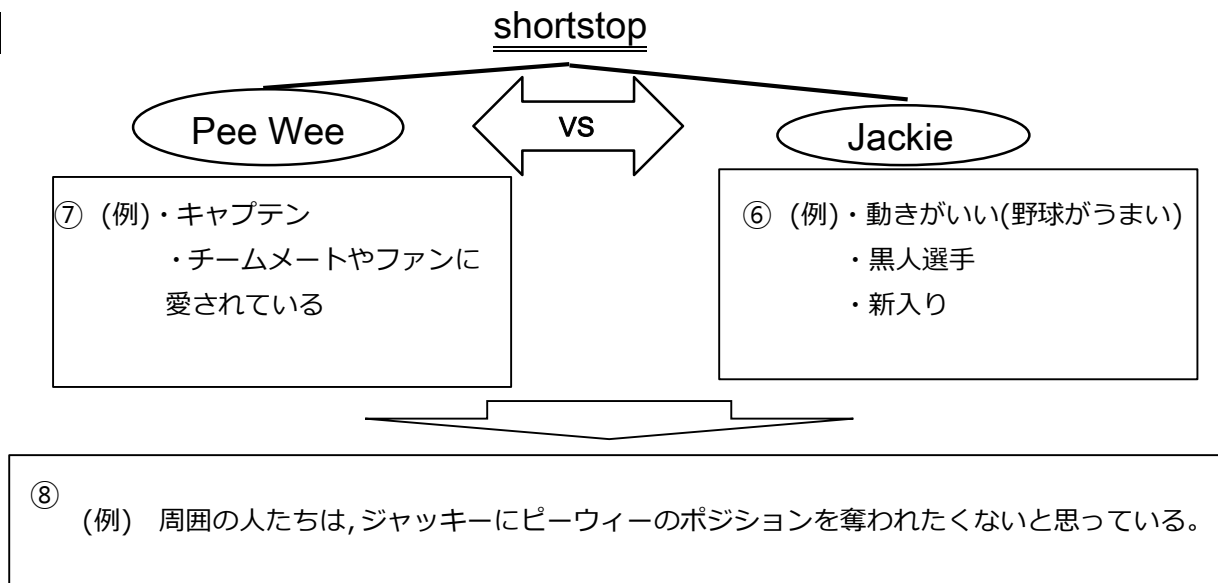 shortstop
Pee Wee
vs
Jackie
⑦ (例)・キャプテン
・チームメートやファンに
愛されている
⑥ (例)・動きがいい(野球がうまい)
・黒人選手
・新入り
⑧
(例) 周囲の人たちは,ジャッキーにピーウィーのポジションを奪われたくないと思っている。